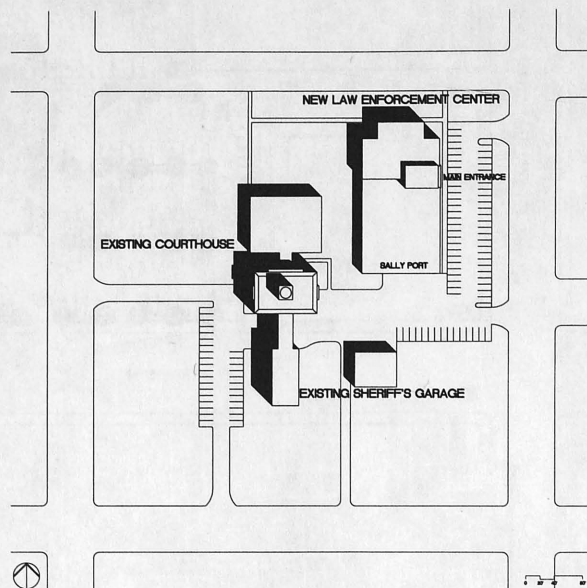 NEW LAW ENFORCEMENT CENTER
MAIN ENTRANCE
EXISTING COURTHOUSE
SALLY PORT
EXISTING SHERIFF'S GARAGE